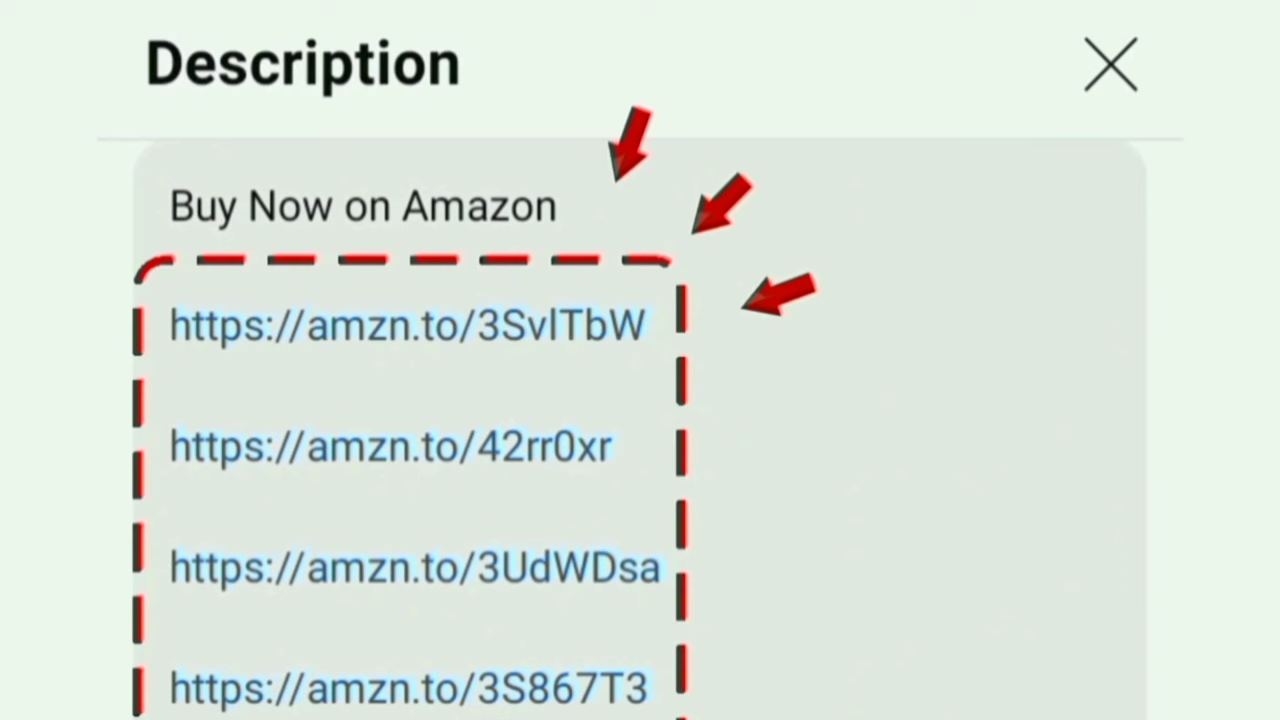 Description
Buy Now on Amazon
https://amzn.to/3SvlTbW
https://amzn.to/42rr0xr
https://amzn.to/3UdWDsa
https://amzn.to/3S867T3